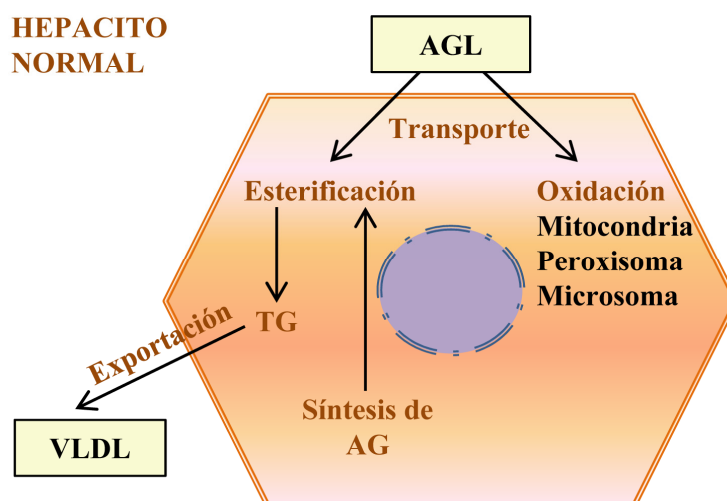 HEPACITO
NORMAL
AGL
Transporte
Esterificación
Oxidación
Mitocondria
Peroxisoma
Microsoma
TG
Exportación
Síntesis de
AG
VLDL